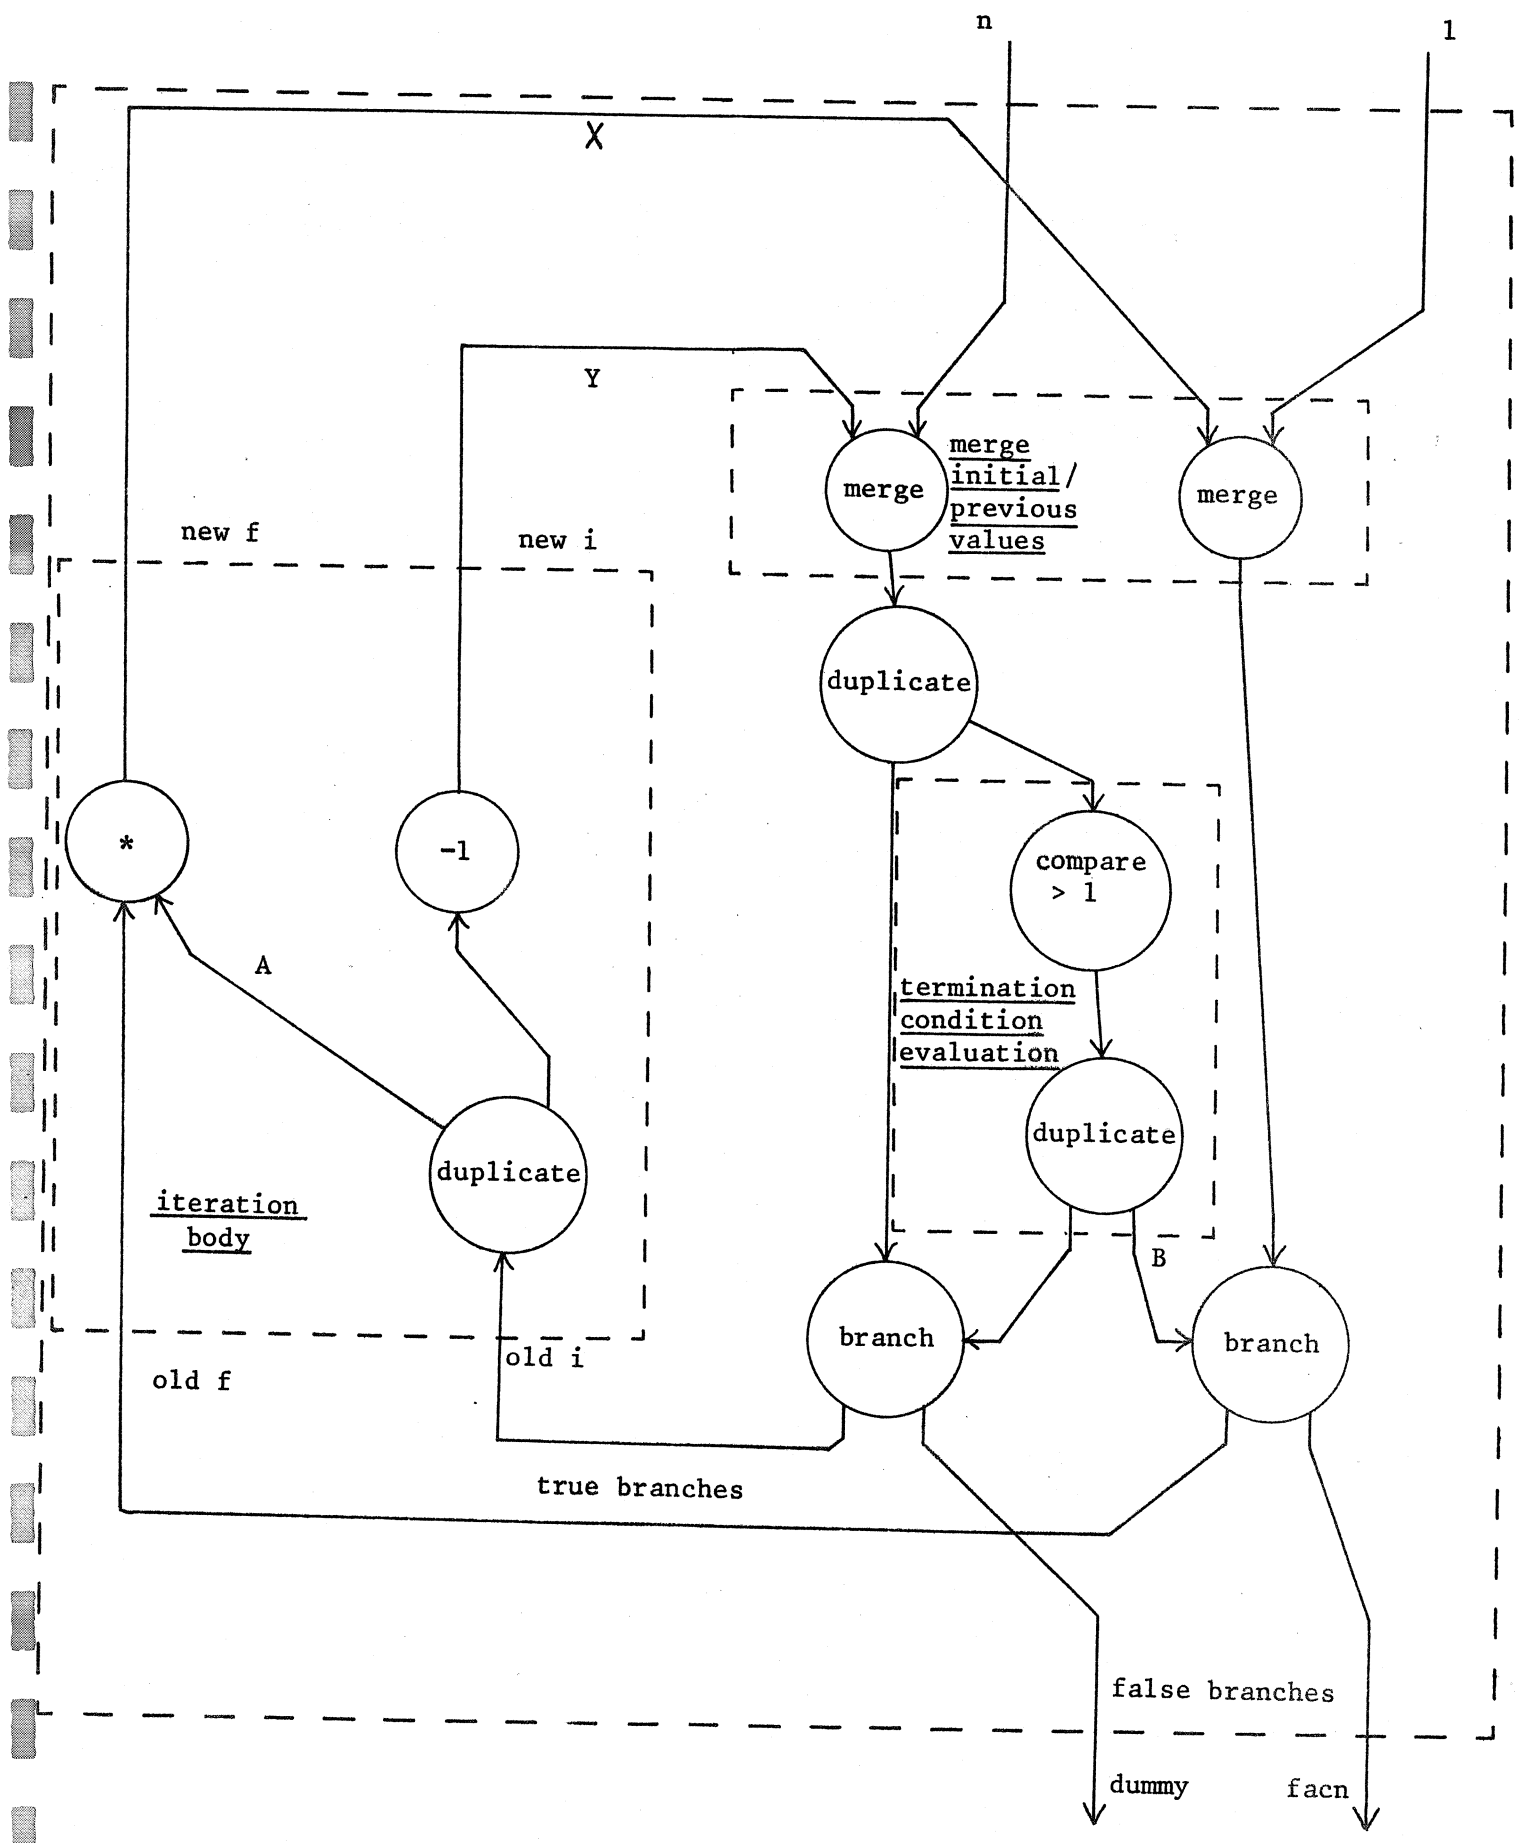 n
1
X
Y
merge
initial/
previous
values
merge
merge
new f
new i
duplicate
*
-1
compare
> 1
A
termination
condition
evaluation
duplicate
duplicate
iteration
body
B
branch
branch
old i
old f
true branches
false branches
dummy
facn